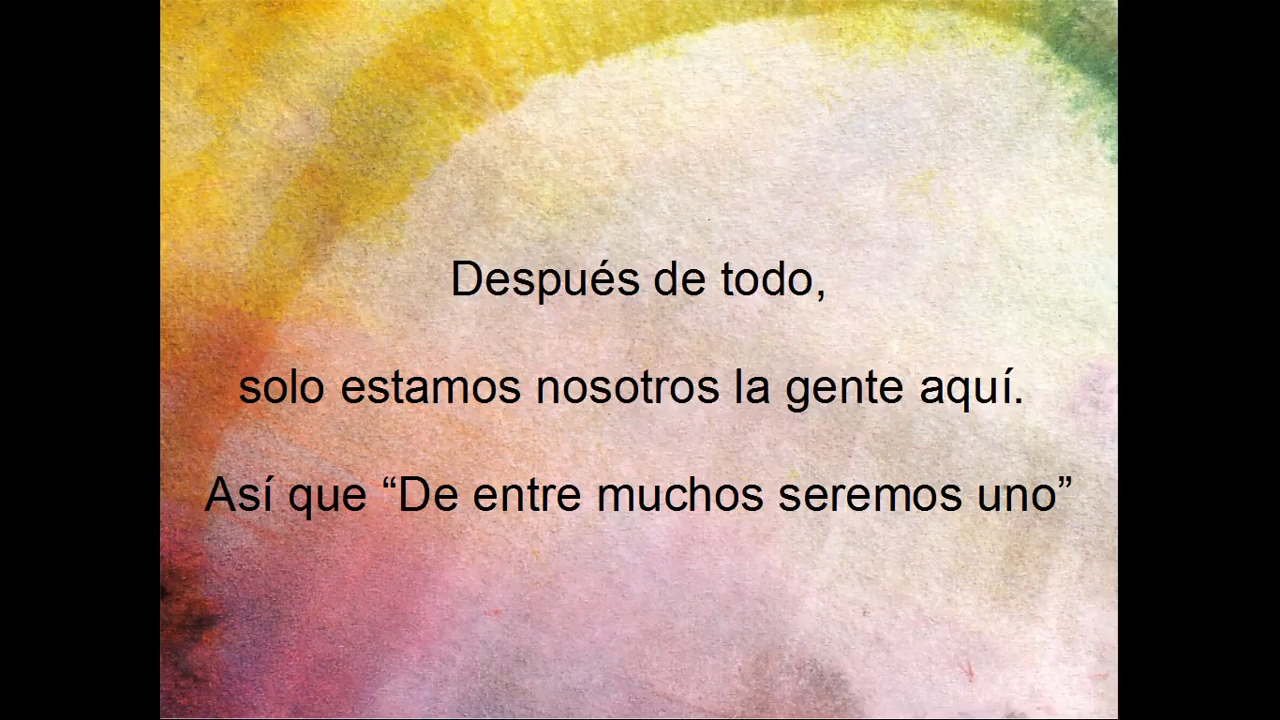 Después de todo,
solo estamos nosotros la gente aquí.
Así que “De entre muchos seremos uno”